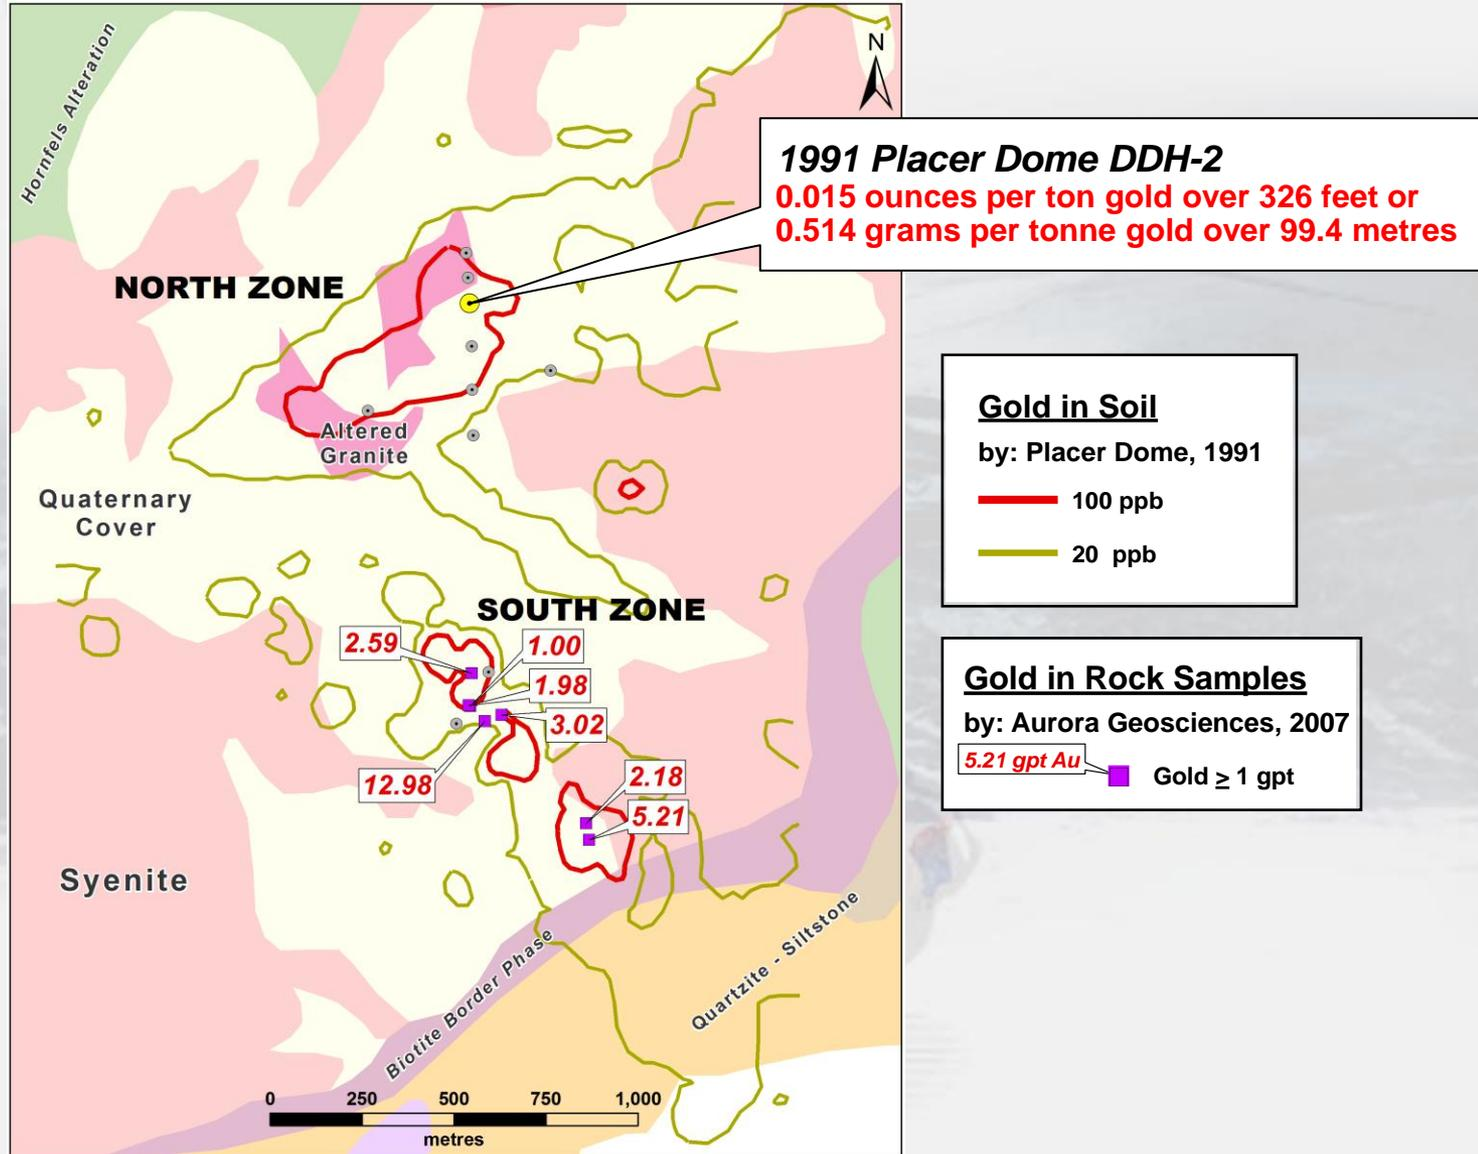 Hornfels Alteration
N
1991 Placer Dome DDH-2
0.015 ounces per ton gold over 326 feet or
0.514 grams per tonne gold over 99.4 metres
NORTH ZONE
Altered
Granite
Quaternary
Cover
SOUTH ZONE
2.59
1.00
1.98
3.02
12.98
2.18
5.21
Syenite
Biotite Border Phase
Quartzite - Siltstone
0 250 500 750 1,000
metres
Gold in Soil
by: Placer Dome, 1991
100 ppb
20 ppb
Gold in Rock Samples
by: Aurora Geosciences, 2007
5.21 gpt Au
Gold ≥ 1 gpt